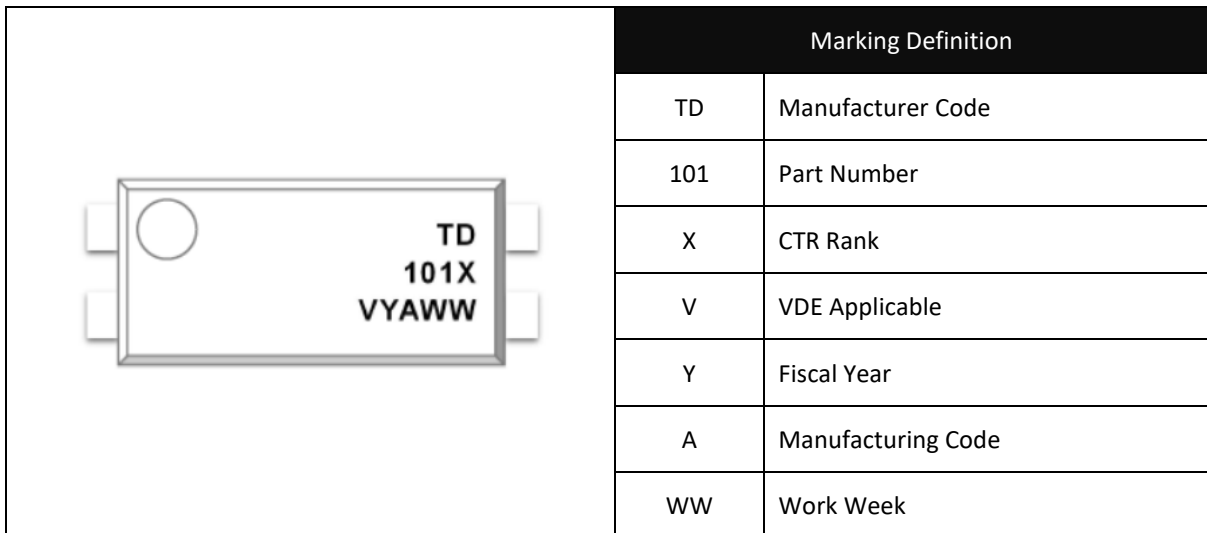 TD
101X
VYAWW
Marking Definition
TD Manufacturer Code
101 Part Number
X CTR Rank
V VDE Applicable
Y Fiscal Year
A Manufacturing Code
WW Work Week